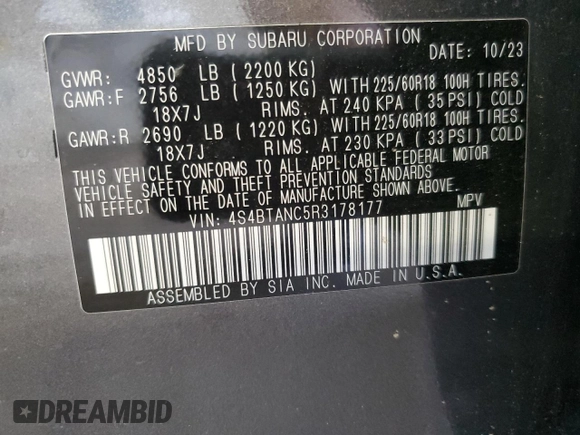 MFD BY SUBARU CORPORATION
DATE: 10/23
GVWR: 4850 LB (2200 KG)
GAWR:F 2756 LB (1250 KG) WITH 225/60R18 100H TIRES.
18X7J RIMS. AT 240 KPA (35 PSI) COLD
GAWR:R 2690 LB (1220 KG) WITH 225/60R18 100H TIRES.
18X7J RIMS. AT 230 KPA (33 PSI) COLD
THIS VEHICLE CONFORMS TO ALL APPLICABLE FEDERAL MOTOR
VEHICLE SAFETY AND THEFT PREVENTION STANDARDS
IN EFFECT ON THE DATE OF MANUFACTURE SHOWN ABOVE.
VIN: 4S4BTANC5R3178177 MPV
ASSEMBLED BY SIA INC. MADE IN U.S.A.
DREAMBID